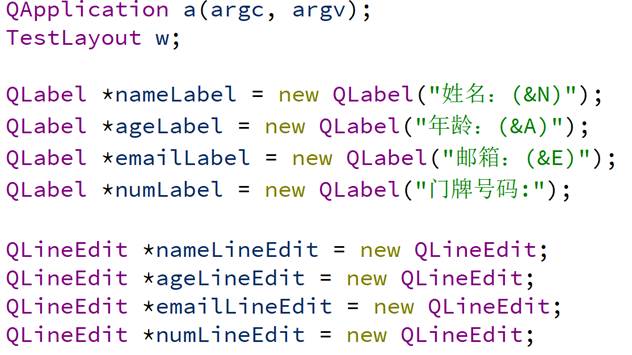 QApplication a(argc, argv);
TestLayout w;
QLabel *nameLabel = new QLabel("姓名：(&N)");
QLabel *ageLabel = new QLabel("年龄：(&A)");
QLabel *emailLabel = new QLabel("邮箱：(&E)");
QLabel *numLabel = new QLabel("门牌号码:");
QLineEdit *nameLineEdit = new QLineEdit;
QLineEdit *ageLineEdit = new QLineEdit;
QLineEdit *emailLineEdit = new QLineEdit;
QLineEdit *numLineEdit = new QLineEdit;